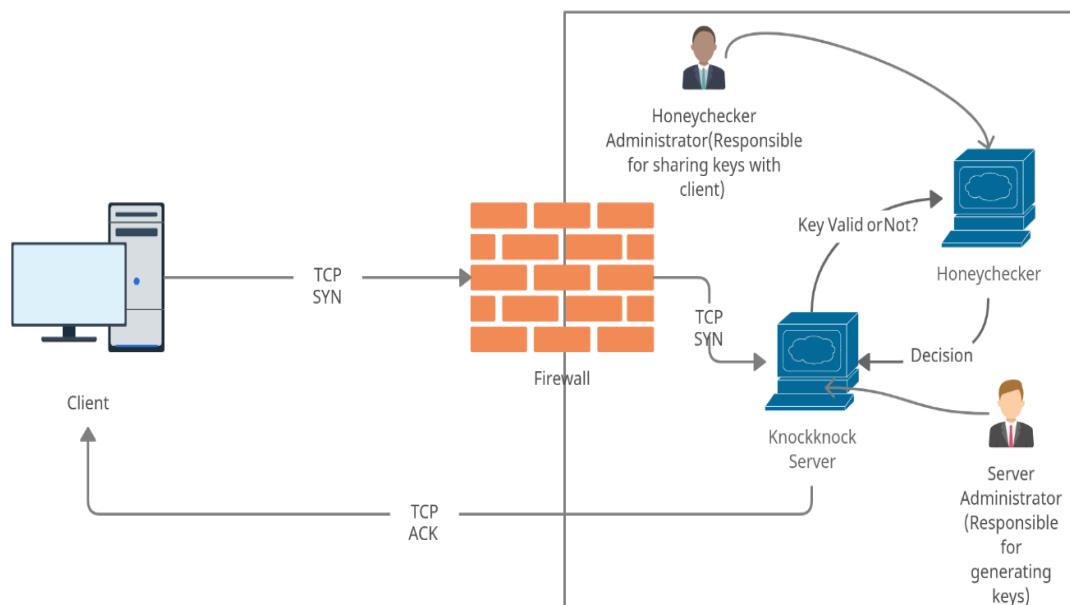 Honeychecker
Administrator(Responsible
for sharing keys with
client)
Key Valid orNot?
Honeychecker
TCP
SYN
TCP
SYN
Firewall
Decision
Client
Knockknock
Server
Server
Administrator
(Responsible
for
generating
keys)
TCP
ACK